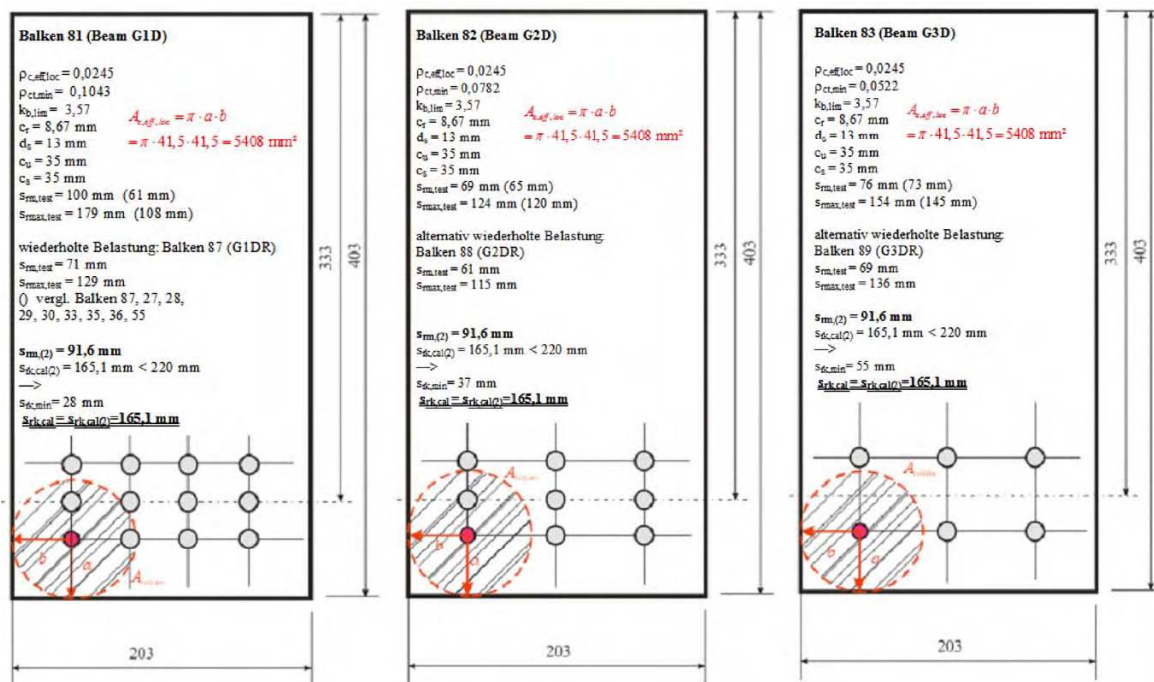 Balken 81 (Beam G1D)
ρc,eff,loc = 0,0245
ρct,min = 0,1043
kb,lim = 3,57
cr = 8,67 mm
ds = 13 mm
cu = 35 mm
cs = 35 mm
srm,test = 100 mm (61 mm)
srmax,test = 179 mm (108 mm)
Ac,eff,loc = π · a · b
= π · 41,5 · 41,5 = 5408 mm²
wiederholte Belastung: Balken 87 (G1DR)
srm,test = 71 mm
srmax,test = 129 mm
() vergl. Balken 87, 27, 28,
29, 30, 33, 35, 36, 55
srm,(2) = 91,6 mm
srk,cal(2) = 165,1 mm < 220 mm
—>
srk,min = 28 mm
srk,cal = srk,cal(2)=165,1 mm
b
a
333
403
203
Balken 82 (Beam G2D)
ρc,eff,loc = 0,0245
ρct,min = 0,0782
kb,lim = 3,57
cr = 8,67 mm
ds = 13 mm
cu = 35 mm
cs = 35 mm
srm,test = 69 mm (65 mm)
srmax,test = 124 mm (120 mm)
Ac,eff,loc = π · a · b
= π · 41,5 · 41,5 = 5408 mm²
alternativ wiederholte Belastung:
Balken 88 (G2DR)
srm,test = 61 mm
srmax,test = 115 mm
srm,(2) = 91,6 mm
srk,cal(2) = 165,1 mm < 220 mm
—>
srk,min = 37 mm
srk,cal = srk,cal(2)=165,1 mm
b
a
333
403
203
Balken 83 (Beam G3D)
ρc,eff,loc = 0,0245
ρct,min = 0,0522
kb,lim = 3,57
cr = 8,67 mm
ds = 13 mm
cu = 35 mm
cs = 35 mm
srm,test = 76 mm (73 mm)
srmax,test = 154 mm (145 mm)
Ac,eff,loc = π · a · b
= π · 41,5 · 41,5 = 5408 mm²
alternativ wiederholte Belastung:
Balken 89 (G3DR)
srm,test = 69 mm
srmax,test = 136 mm
srm,(2) = 91,6 mm
srk,cal(2) = 165,1 mm < 220 mm
—>
srk,min = 55 mm
srk,cal = srk,cal(2)=165,1 mm
b
a
333
403
203